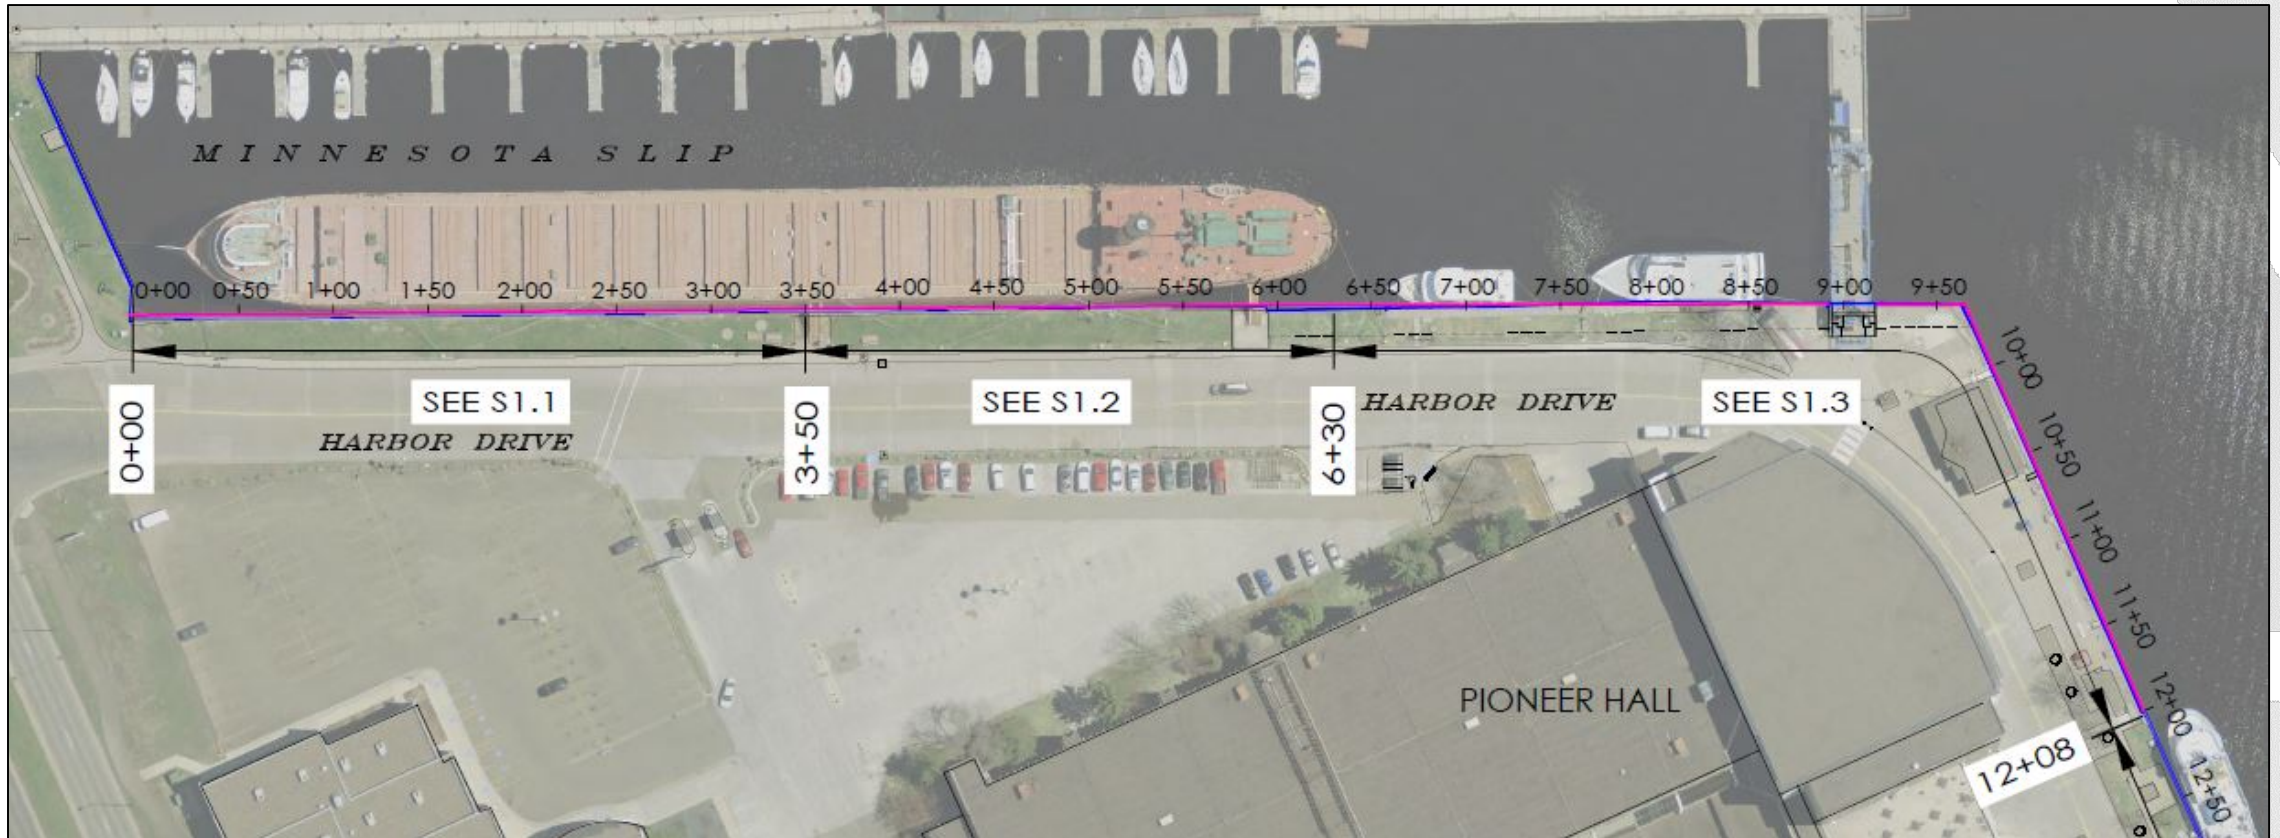 MINNESOTA SLIP
0+00 0+50 1+00 1+50 2+00 2+50 3+00 3+50 4+00 4+50 5+00 5+50 6+00 6+50 7+00 7+50 8+00 8+50 9+00 9+50
10+00
10+50
11+00
11+50
12+00
12+50
SEE S1.1
SEE S1.2
SEE S1.3
0+00
3+50
6+30
12+08
HARBOR DRIVE
HARBOR DRIVE
PIONEER HALL